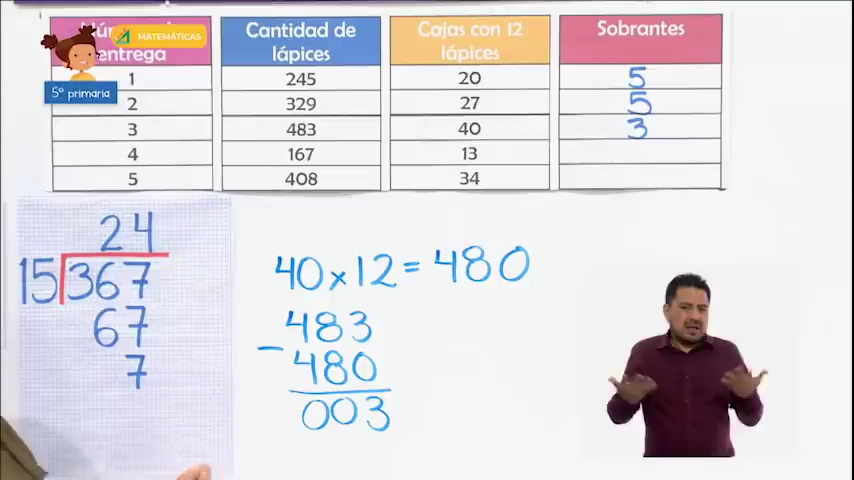 MATEMÁTICAS
5º primaria
entrega
Cantidad de lápices
Cajas con 12 lápices
Sobrantes
1 245 20 5
2 329 27 5
3 483 40 3
4 167 13
5 408 34
24
15 367
67
7
40 x 12 = 480
483
- 480
003